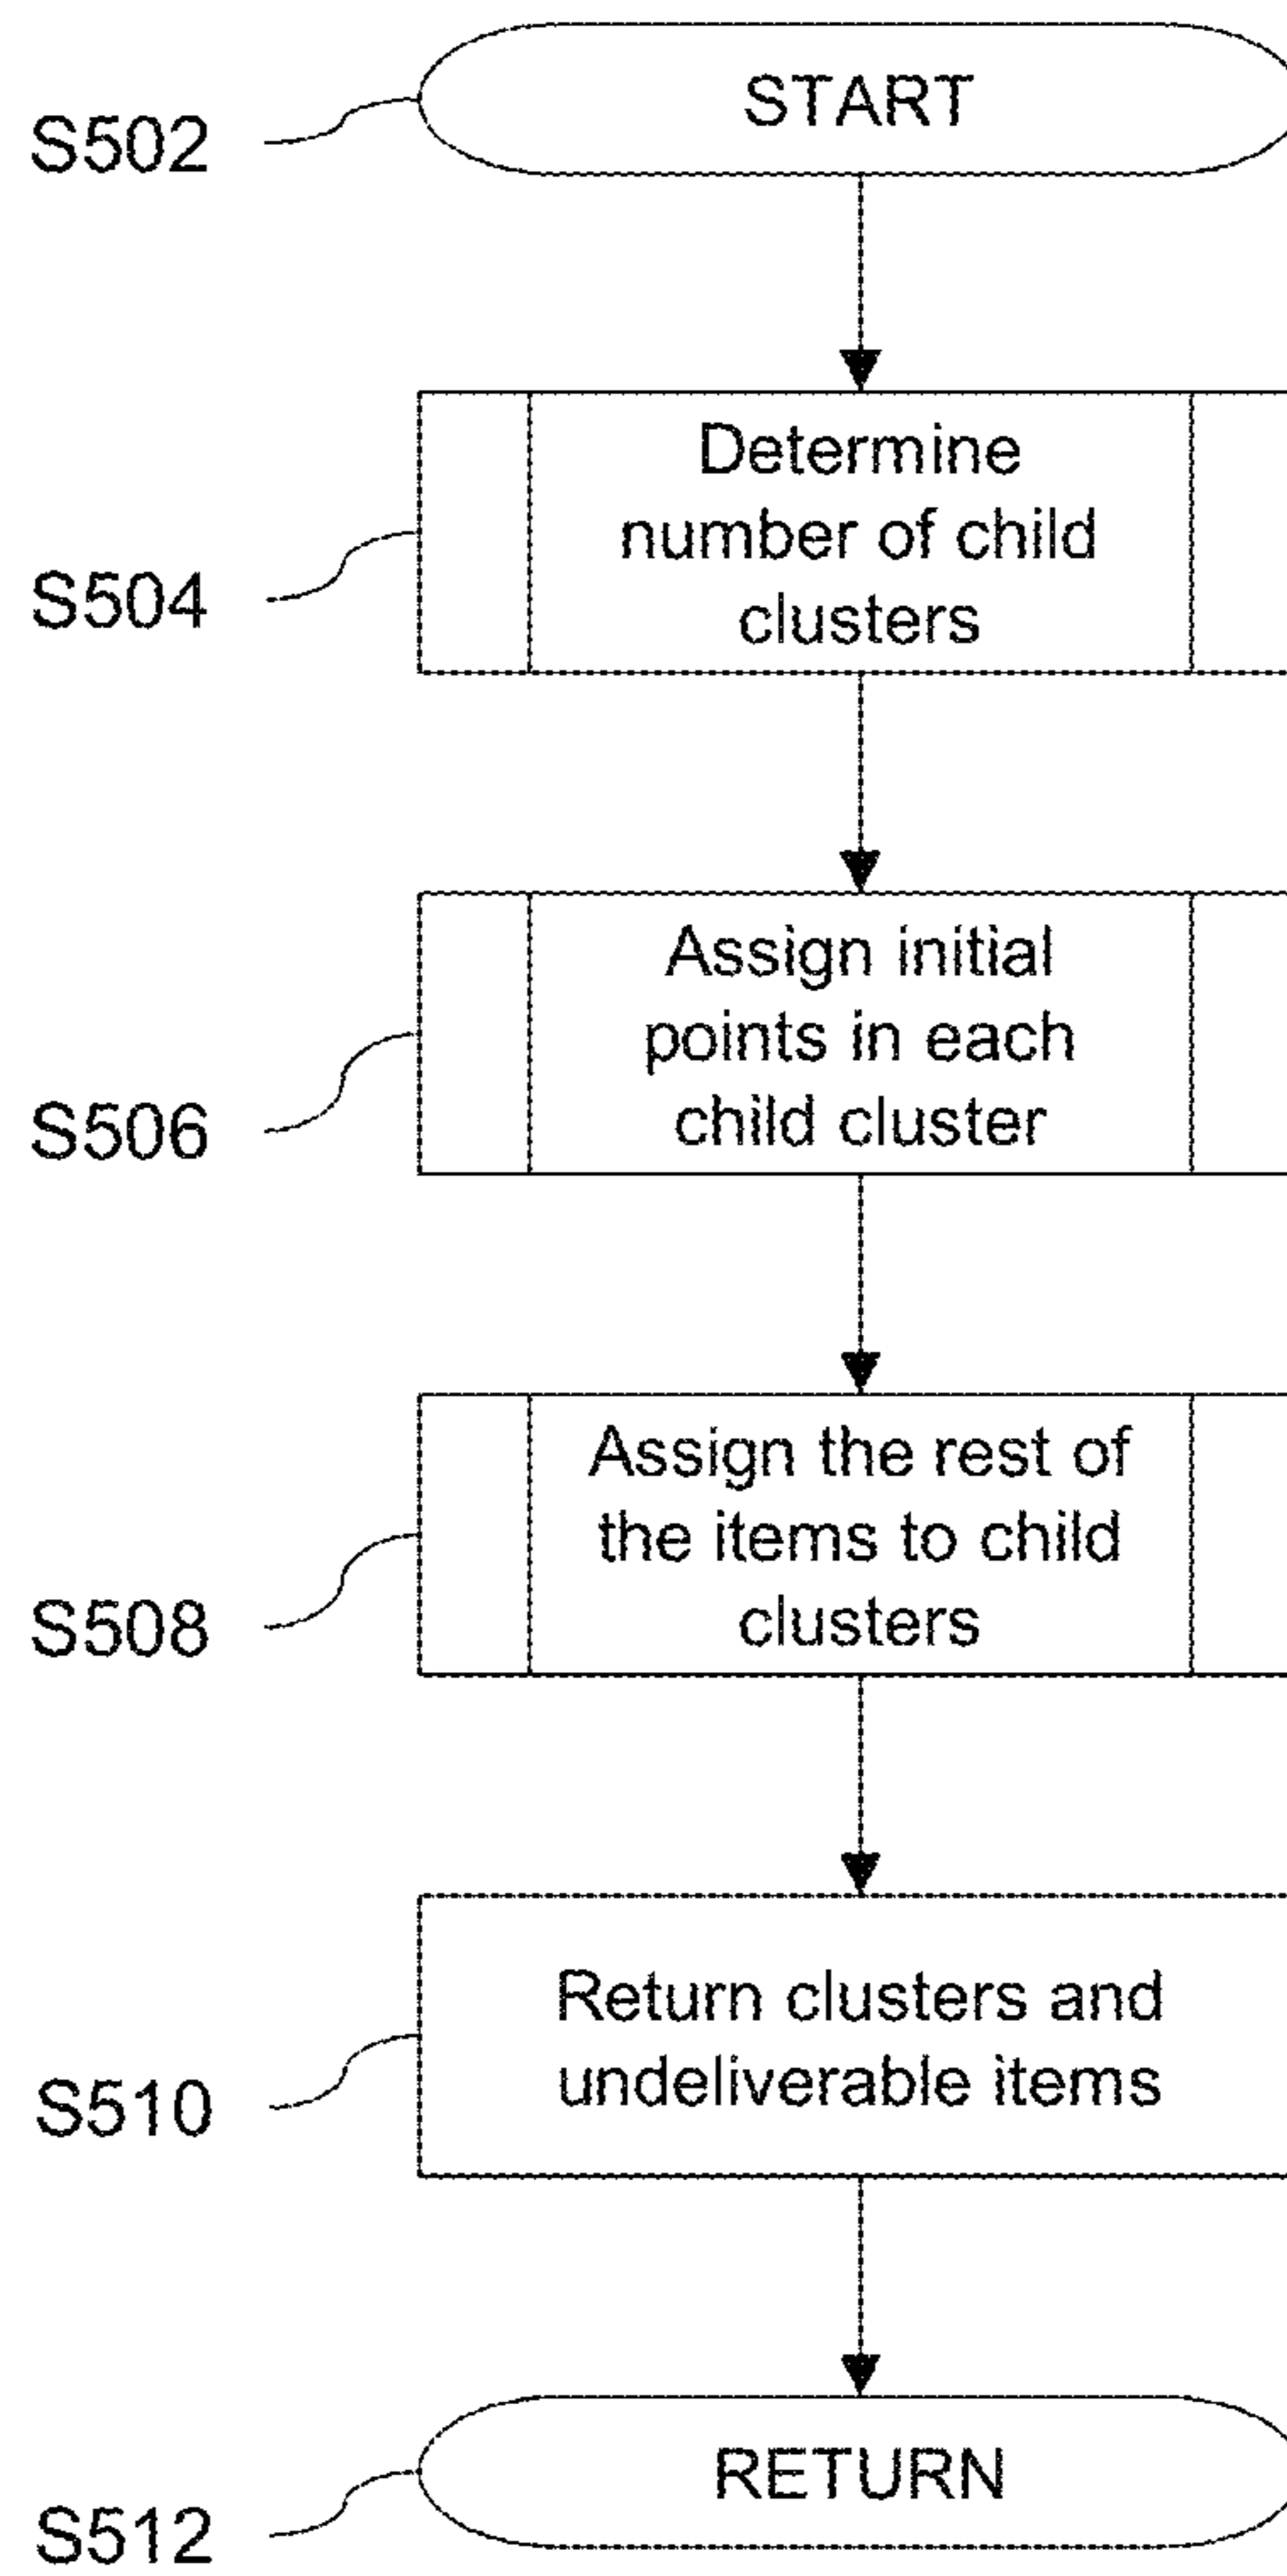 S502
START
S504
Determine
number of child
clusters
S506
Assign initial
points in each
child cluster
S508
Assign the rest of
the items to child
clusters
S510
Return clusters and
undeliverable items
S512
RETURN